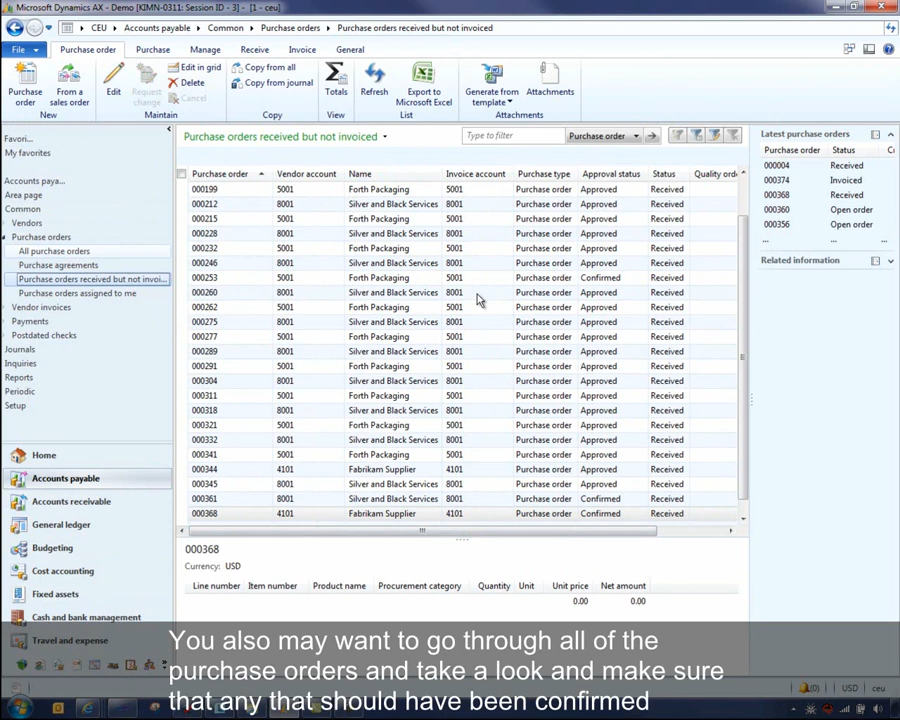 Microsoft Dynamics AX - Demo [KIMN-0311: Session ID - 3] - [1 - ceu]
CEU ▸ Accounts payable ▸ Common ▸ Purchase orders ▸ Purchase orders received but not invoiced
File Purchase order Purchase Manage Receive Invoice General
Purchase order From a sales order Edit Request change Edit in grid Delete Cancel Copy from all Copy from journal Totals Refresh Export to Microsoft Excel Generate from template Attachments
New Maintain Copy View List Attachments
Favori...
My favorites
Accounts paya...
Area page
Common
Vendors
Purchase orders
All purchase orders
Purchase agreements
Purchase orders received but not invoi...
Purchase orders assigned to me
Vendor invoices
Payments
Postdated checks
Journals
Inquiries
Reports
Periodic
Setup
Home
Accounts payable
Accounts receivable
General ledger
Budgeting
Cost accounting
Fixed assets
Cash and bank management
Travel and expense
Purchase orders received but not invoiced Type to filter Purchase order
Purchase order Vendor account Name Invoice account Purchase type Approval status Status Quality orde
000199 5001 Forth Packaging 5001 Purchase order Approved Received
000212 8001 Silver and Black Services 8001 Purchase order Approved Received
000215 5001 Forth Packaging 5001 Purchase order Approved Received
000228 8001 Silver and Black Services 8001 Purchase order Approved Received
000232 5001 Forth Packaging 5001 Purchase order Approved Received
000246 8001 Silver and Black Services 8001 Purchase order Approved Received
000253 5001 Forth Packaging 5001 Purchase order Confirmed Received
000260 8001 Silver and Black Services 8001 Purchase order Approved Received
000262 5001 Forth Packaging 5001 Purchase order Approved Received
000275 8001 Silver and Black Services 8001 Purchase order Approved Received
000277 5001 Forth Packaging 5001 Purchase order Approved Received
000289 8001 Silver and Black Services 8001 Purchase order Approved Received
000291 5001 Forth Packaging 5001 Purchase order Approved Received
000304 8001 Silver and Black Services 8001 Purchase order Approved Received
000311 5001 Forth Packaging 5001 Purchase order Approved Received
000318 8001 Silver and Black Services 8001 Purchase order Approved Received
000321 5001 Forth Packaging 5001 Purchase order Approved Received
000332 8001 Silver and Black Services 8001 Purchase order Approved Received
000341 5001 Forth Packaging 5001 Purchase order Approved Received
000344 4101 Fabrikam Supplier 4101 Purchase order Approved Received
000345 8001 Silver and Black Services 8001 Purchase order Approved Received
000361 8001 Silver and Black Services 8001 Purchase order Confirmed Received
000368 4101 Fabrikam Supplier 4101 Purchase order Confirmed Received
000368
Currency: USD
Line number Item number Product name Procurement category Quantity Unit Unit price Net amount
0.00 0.00
Latest purchase orders
Purchase order Status Cu
000004 Received
000374 Invoiced
000368 Received
000360 Open order
000356 Open order
... ... ...
Related information
You also may want to go through all of the
purchase orders and take a look and make sure
that any that should have been confirmed
(0) USD ceu